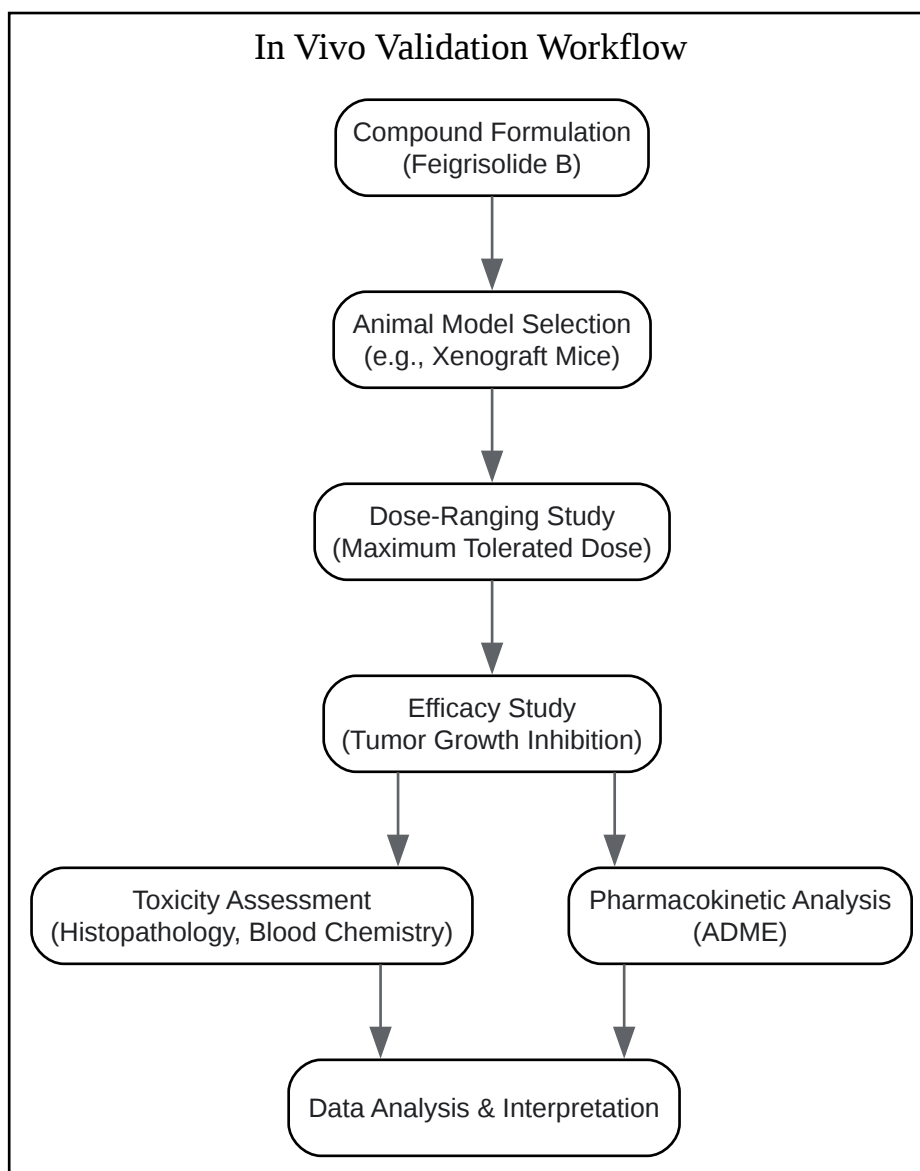 In Vivo Validation Workflow
Compound Formulation
(Feigrisolide B)
Animal Model Selection
(e.g., Xenograft Mice)
Dose-Ranging Study
(Maximum Tolerated Dose)
Efficacy Study
(Tumor Growth Inhibition)
Toxicity Assessment
(Histopathology, Blood Chemistry)
Pharmacokinetic Analysis
(ADME)
Data Analysis & Interpretation